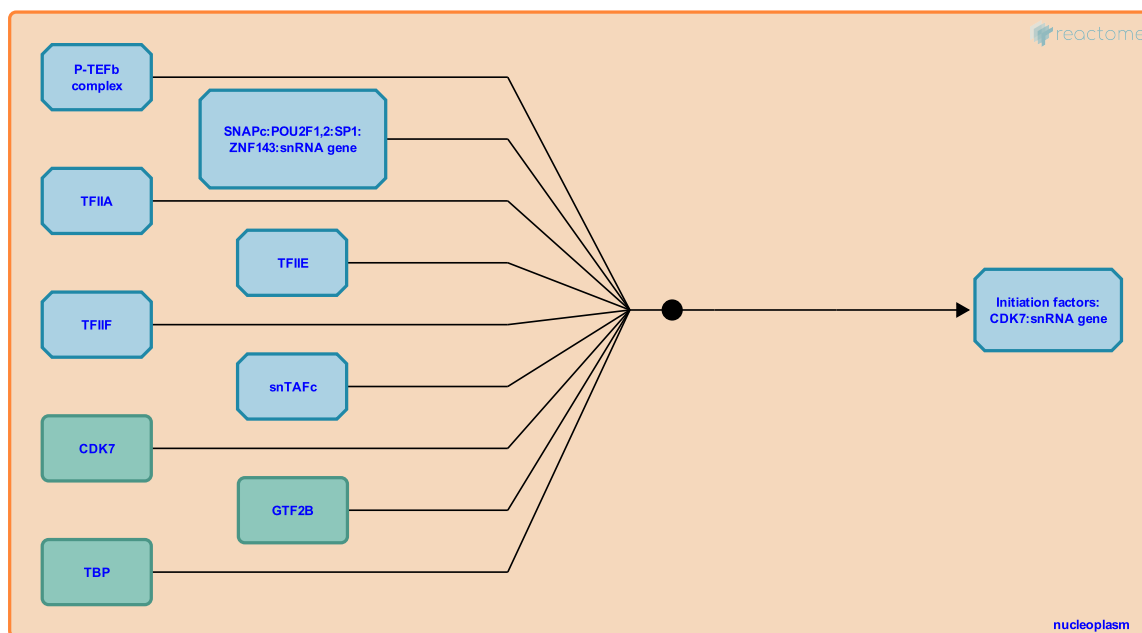 reactome
P-TEFb
complex
SNAPc:POU2F1,2:SP1:
ZNF143:snRNA gene
TFIIA
TFIIE
TFIIF
snTAFc
CDK7
GTF2B
TBP
Initiation factors:
CDK7:snRNA gene
nucleoplasm